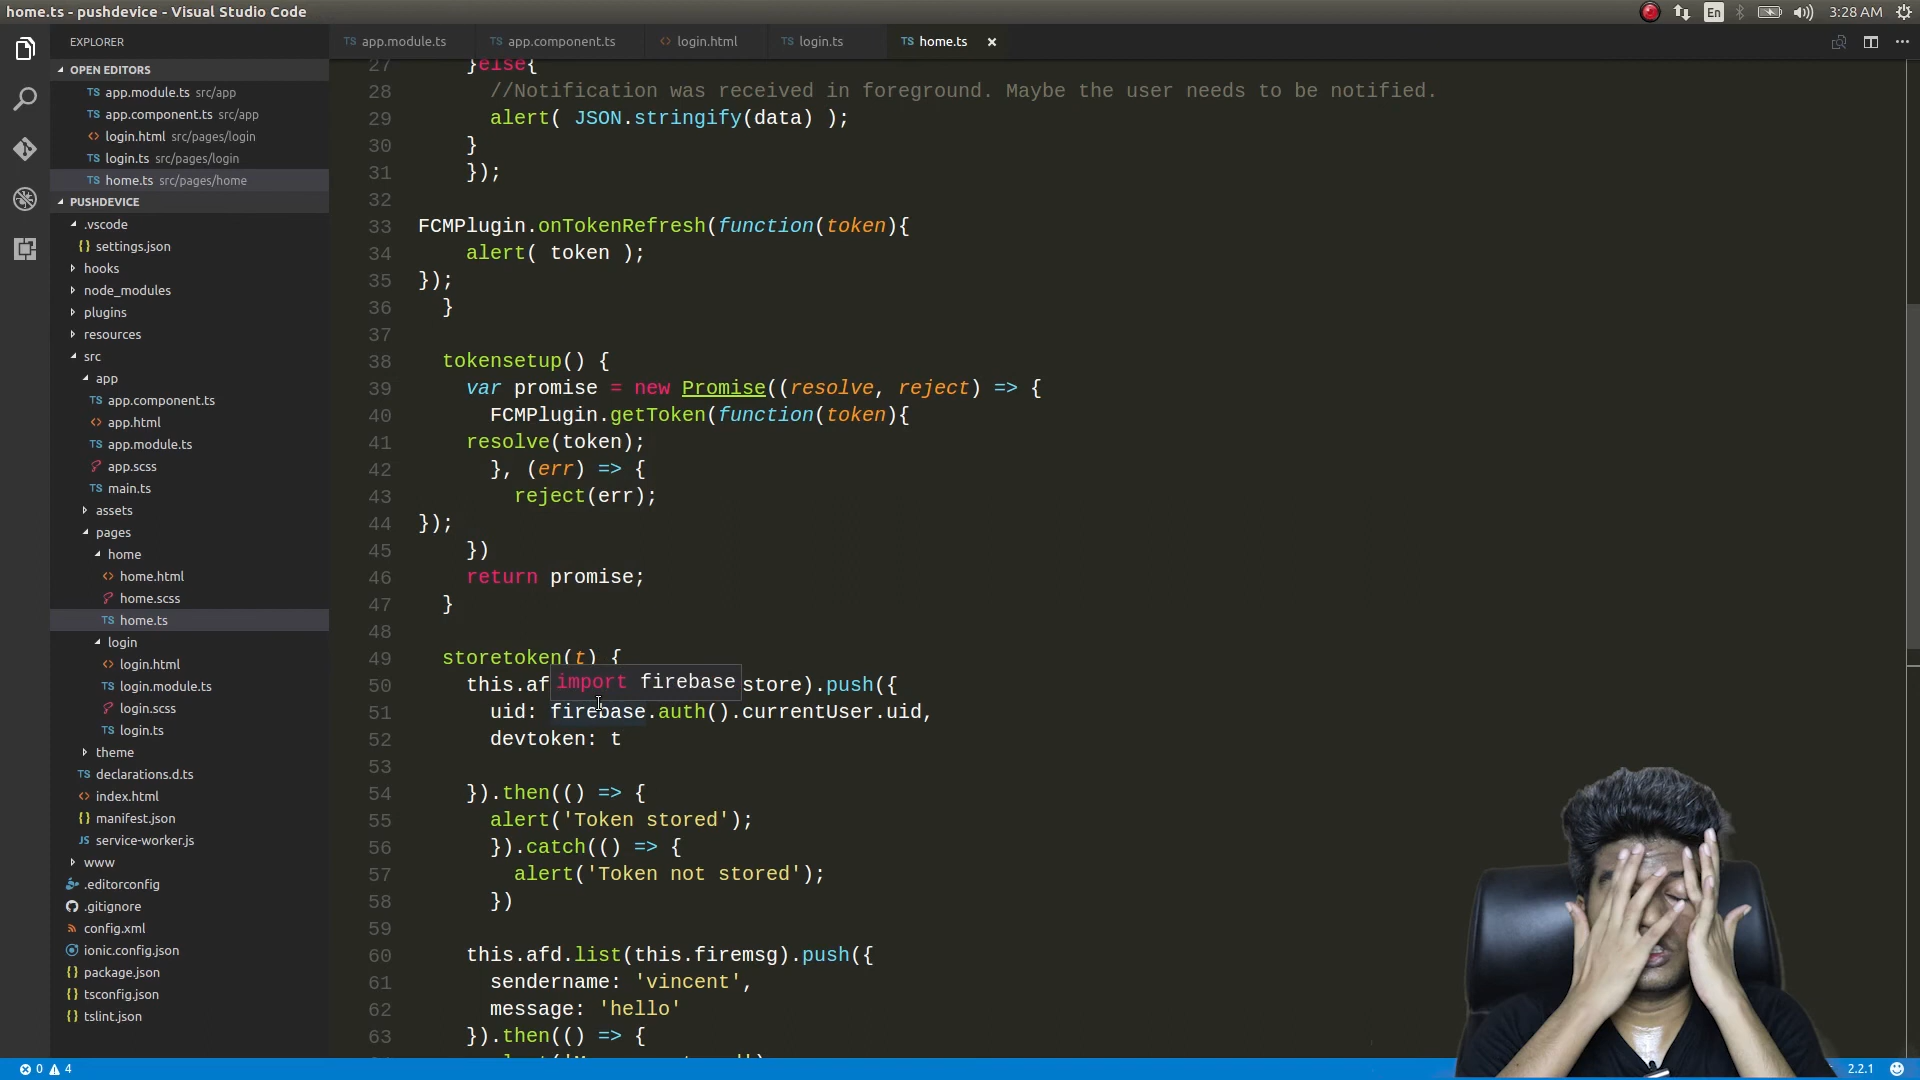 home.ts - pushdevice - Visual Studio Code
En
3:28 AM
EXPLORER
OPEN EDITORS
TS app.module.ts src/app
TS app.component.ts src/app
<> login.html src/pages/login
TS login.ts src/pages/login
TS home.ts src/pages/home
PUSHDEVICE
.vscode
{} settings.json
hooks
node_modules
plugins
resources
src
app
TS app.component.ts
<> app.html
TS app.module.ts
app.scss
TS main.ts
assets
pages
home
<> home.html
home.scss
TS home.ts
login
<> login.html
TS login.module.ts
login.scss
TS login.ts
theme
TS declarations.d.ts
<> index.html
{} manifest.json
JS service-worker.js
www
.editorconfig
.gitignore
config.xml
ionic.config.json
{} package.json
{} tsconfig.json
{} tslint.json
TS app.module.ts
TS app.component.ts
<> login.html
TS login.ts
TS home.ts ×
27 }else{
28 //Notification was received in foreground. Maybe the user needs to be notified.
29 alert( JSON.stringify(data) );
30 }
31 });
32
33 FCMPlugin.onTokenRefresh(function(token){
34 alert( token );
35 });
36 }
37
38 tokensetup() {
39 var promise = new Promise((resolve, reject) => {
40 FCMPlugin.getToken(function(token){
41 resolve(token);
42 }, (err) => {
43 reject(err);
44 });
45 })
46 return promise;
47 }
48
49 storetoken(t) {
import firebase
50 this.af store).push({
51 uid: firebase.auth().currentUser.uid,
52 devtoken: t
53
54 }).then(() => {
55 alert('Token stored');
56 }).catch(() => {
57 alert('Token not stored');
58 })
59
60 this.afd.list(this.firemsg).push({
61 sendername: 'vincent',
62 message: 'hello'
63 }).then(() => {
0 4
2.2.1